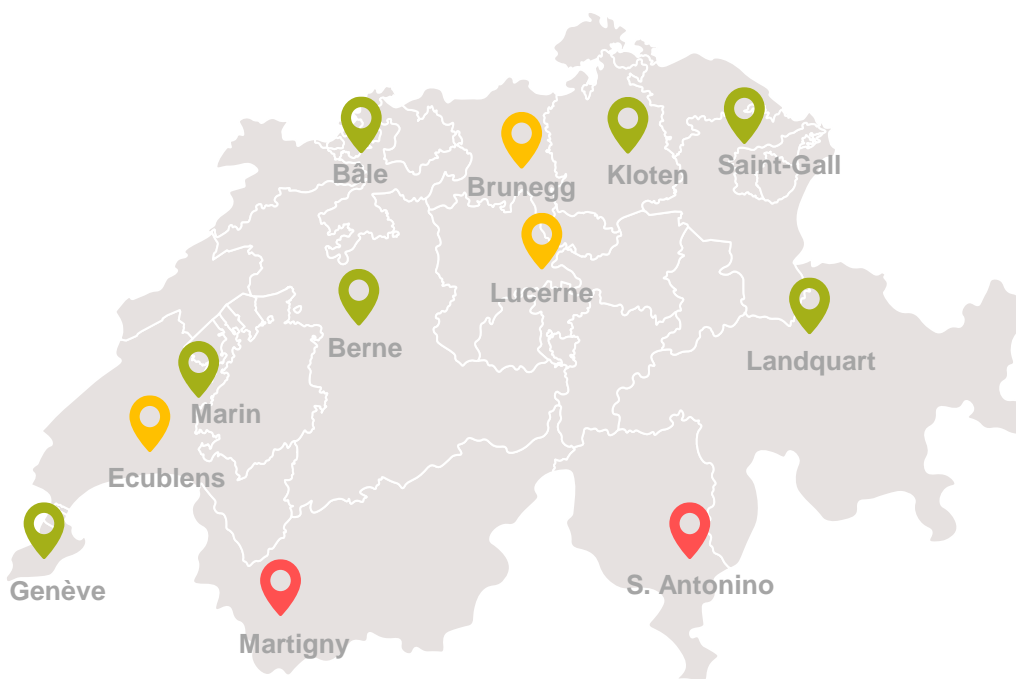 Bâle
Brunegg
Kloten
Saint-Gall
Lucerne
Berne
Landquart
Marin
Ecublens
Genève
S. Antonino
Martigny